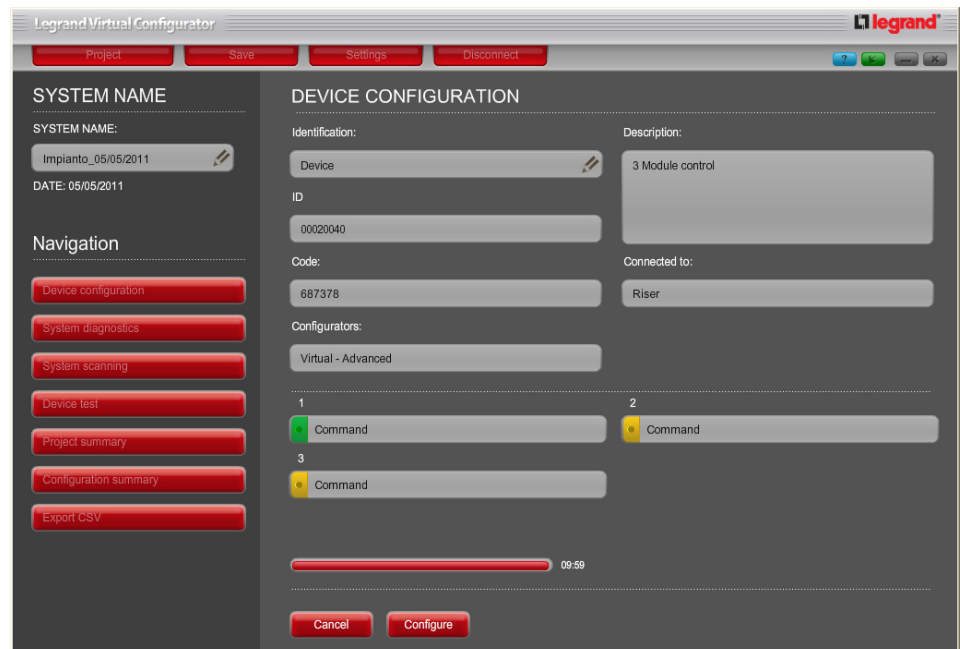 Legrand Virtual Configurator
legrand
Project Save Settings Disconnect
?
SYSTEM NAME
SYSTEM NAME:
Impianto_05/05/2011
DATE: 05/05/2011
Navigation
Device configuration
System diagnostics
System scanning
Device test
Project summary
Configuration summary
Export CSV
DEVICE CONFIGURATION
Identification:
Device
Description:
3 Module control
ID
00020040
Code:
687378
Connected to:
Riser
Configurators:
Virtual - Advanced
1
Command
2
Command
3
Command
09:59
Cancel Configure